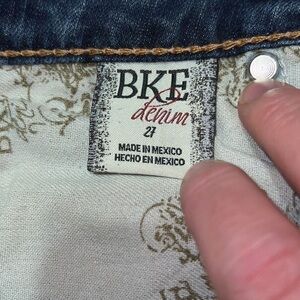 BKE
denim
27
MADE IN MEXICO
HECHO EN MEXICO